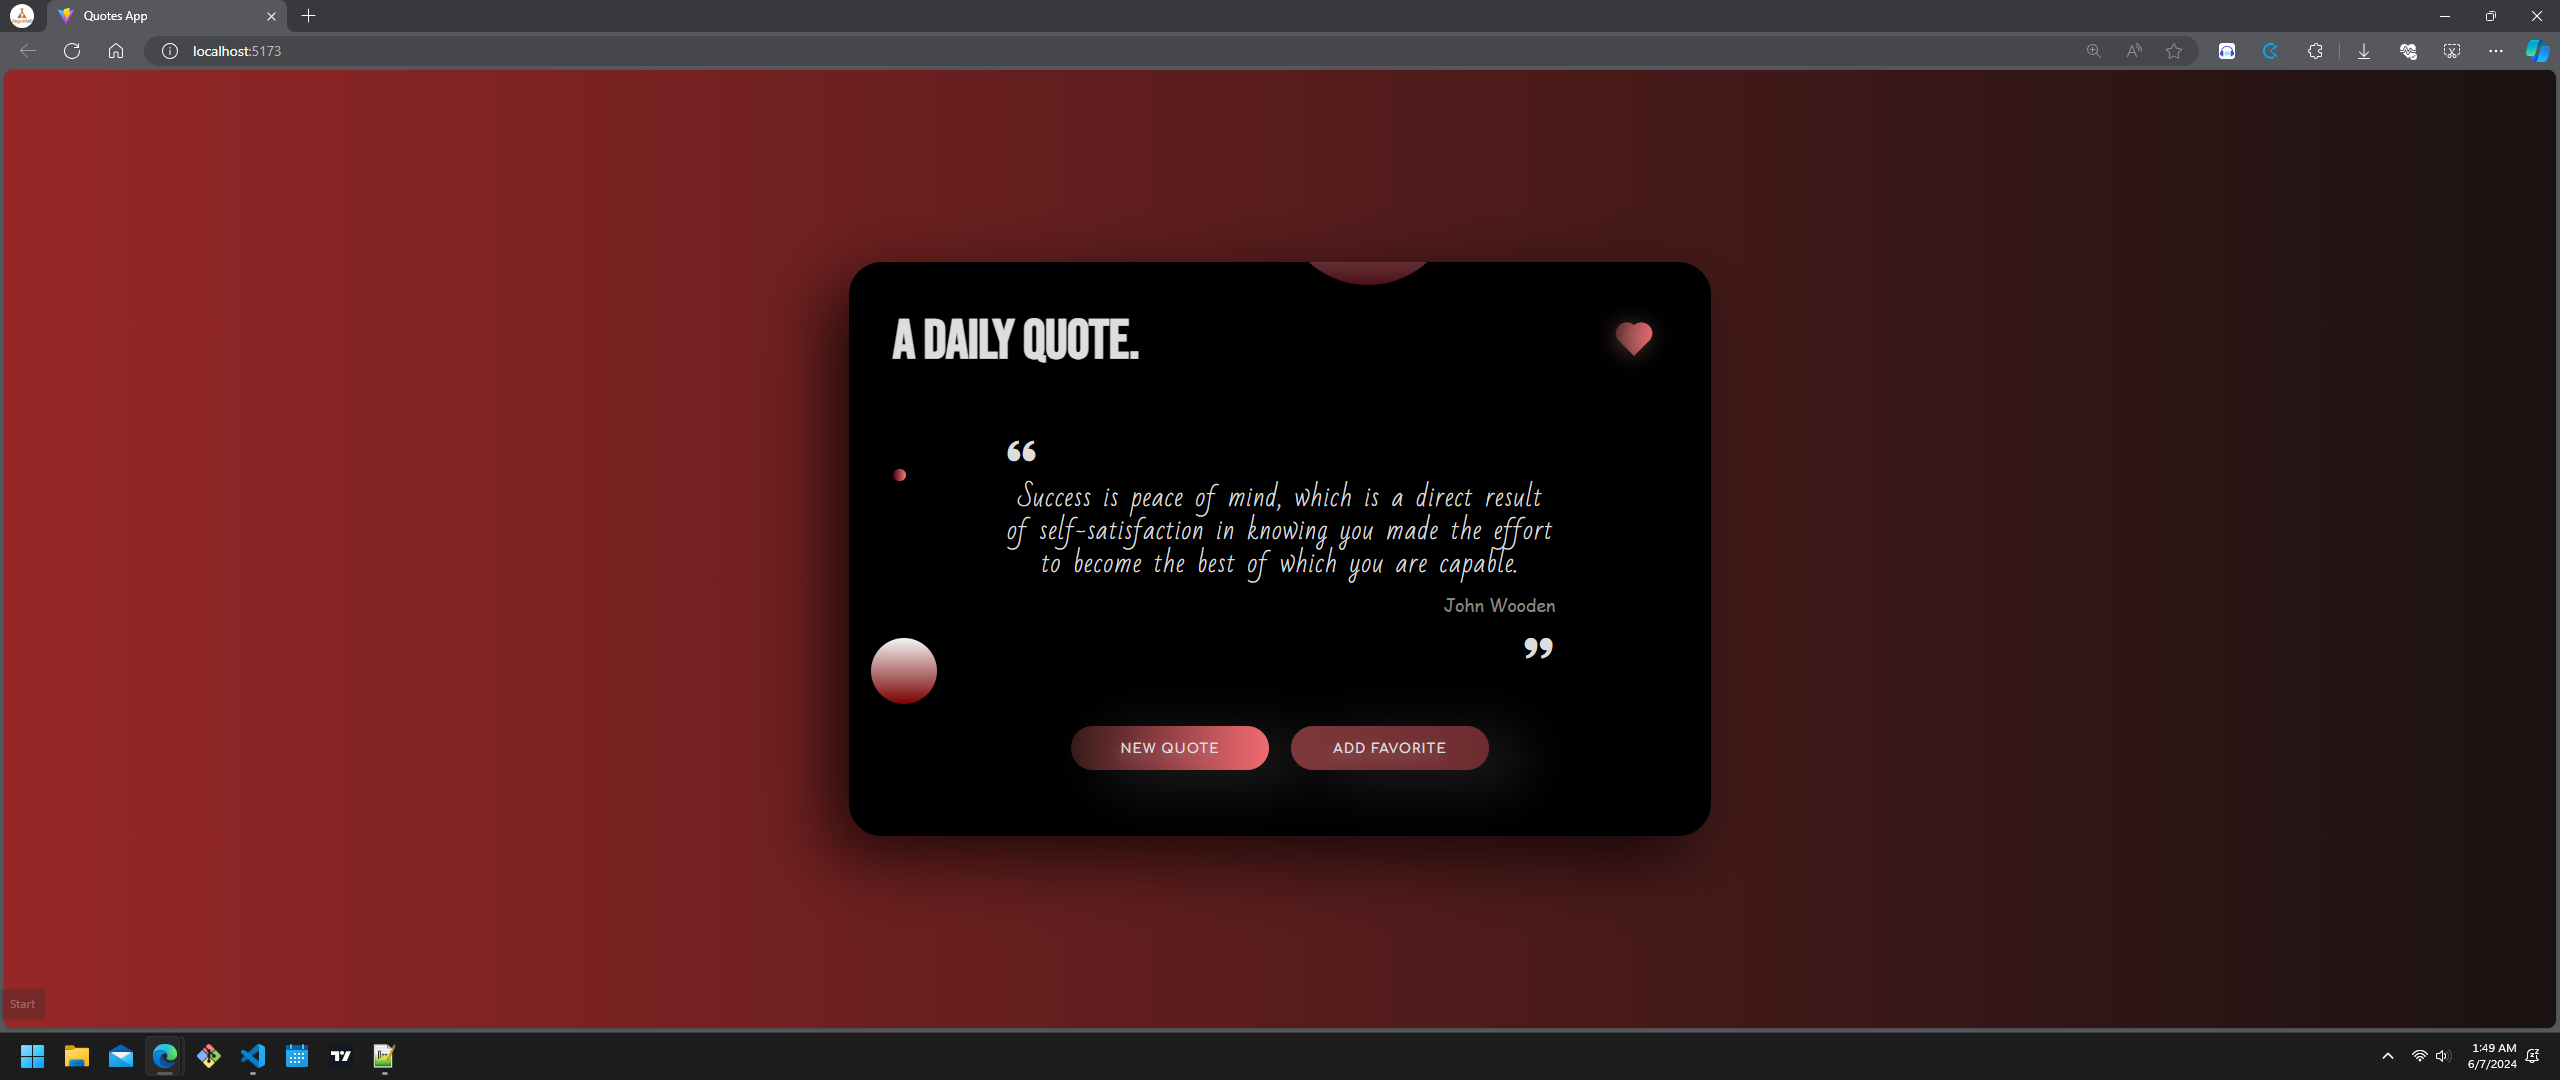 Quotes App
localhost:5173
A DAILY QUOTE.
“
Success is peace of mind, which is a direct result
of self-satisfaction in knowing you made the effort
to become the best of which you are capable.
John Wooden
”
NEW QUOTE
ADD FAVORITE
Start
1:49 AM
6/7/2024